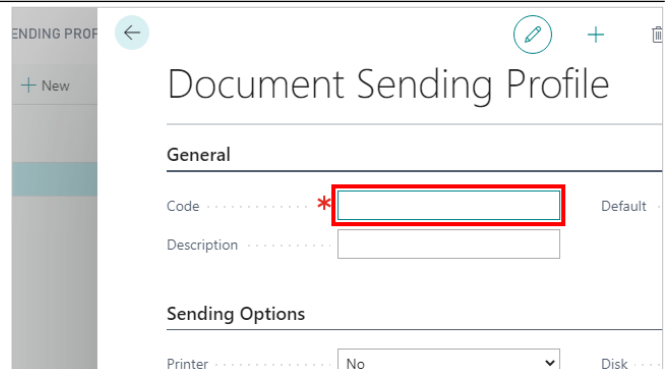 ENDING PROF
+ New
Document Sending Profile
General
Code * Default
Description
Sending Options
Printer No Disk